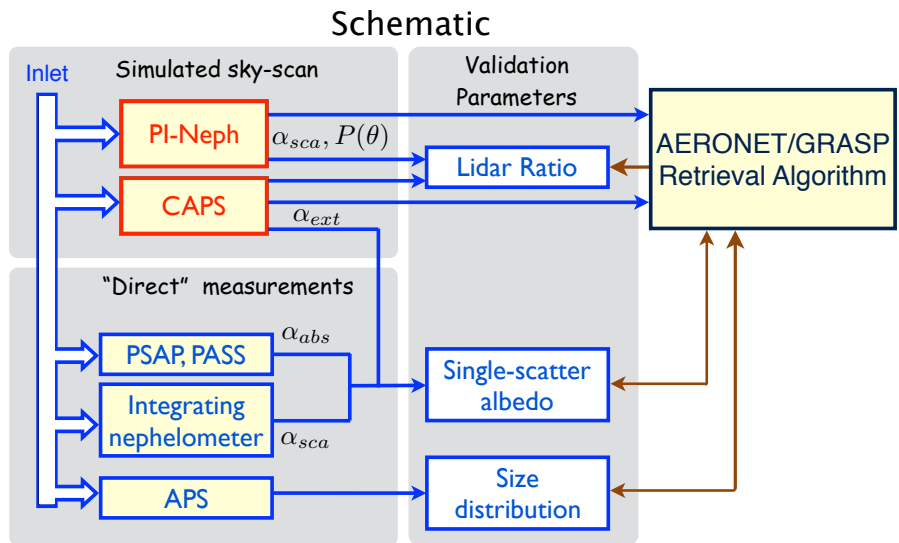 Schematic
Inlet
Simulated sky-scan
PI-Neph
α_sca, P(θ)
CAPS
α_ext
"Direct" measurements
PSAP, PASS
α_abs
Integrating
nephelometer
α_sca
APS
Validation
Parameters
Lidar Ratio
Single-scatter
albedo
Size
distribution
AERONET/GRASP
Retrieval Algorithm